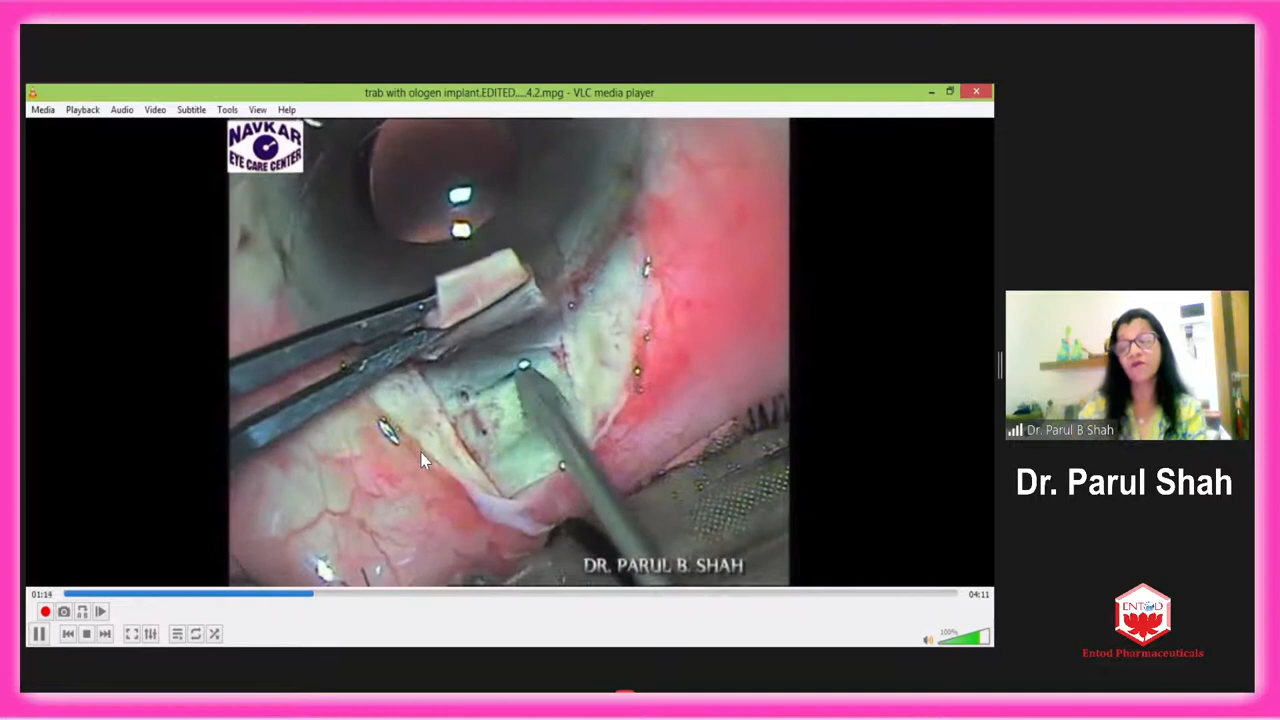 trab with ologen implant.EDITED.....4.2.mpg - VLC media player
Media Playback Audio Video Subtitle Tools View Help
NAVKAR
EYE CARE CENTER
DR. PARUL B. SHAH
01:14
04:11
100%
Dr. Parul B Shah
Dr. Parul Shah
ENTOD
Entod Pharmaceuticals